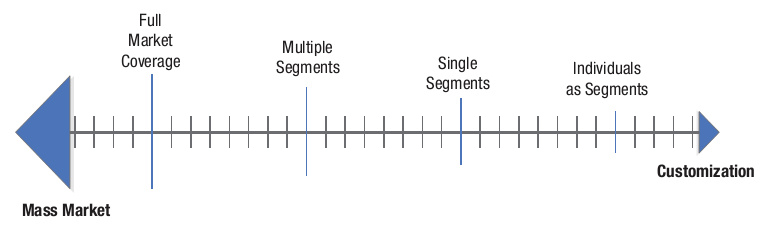 Full
Market
Coverage
Multiple
Segments
Single
Segments
Individuals
as Segments
Mass Market
Customization